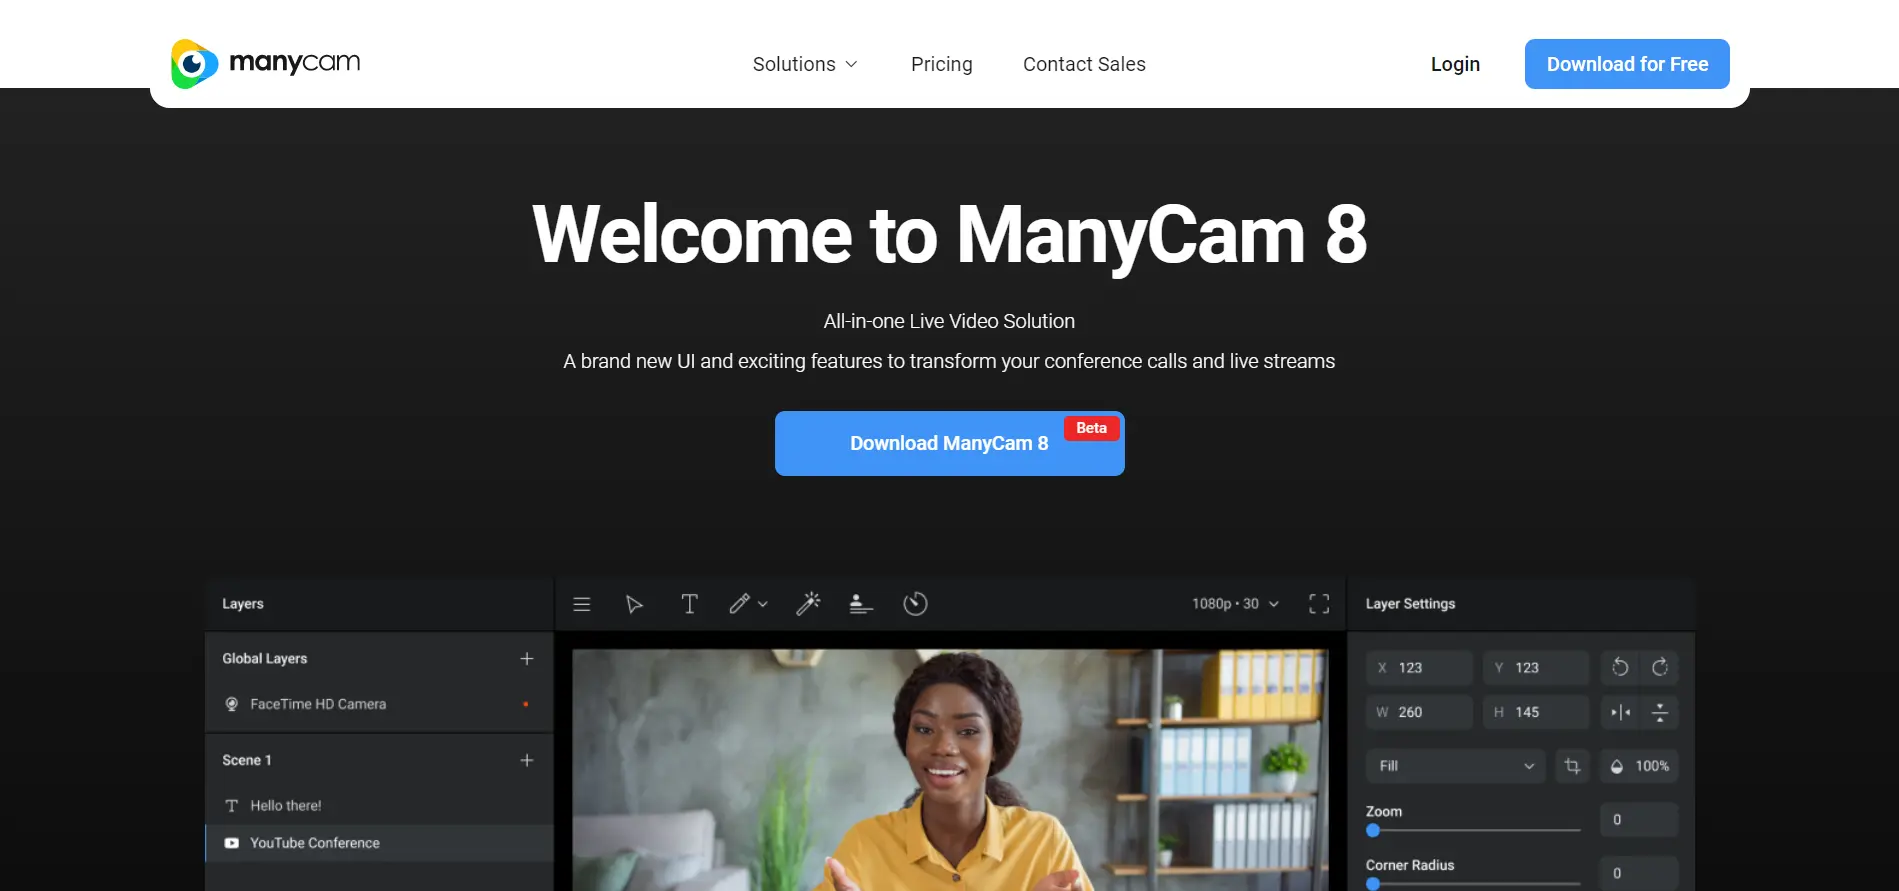 manycam
Solutions
Pricing
Contact Sales
Login
Download for Free
Welcome to ManyCam 8
All-in-one Live Video Solution
A brand new UI and exciting features to transform your conference calls and live streams
Download ManyCam 8
Beta
Layers
1080p • 30
Layer Settings
Global Layers
FaceTime HD Camera
Scene 1
Hello there!
YouTube Conference
X 123
Y 123
W 260
H 145
Fill
100%
Zoom
0
Corner Radius
0